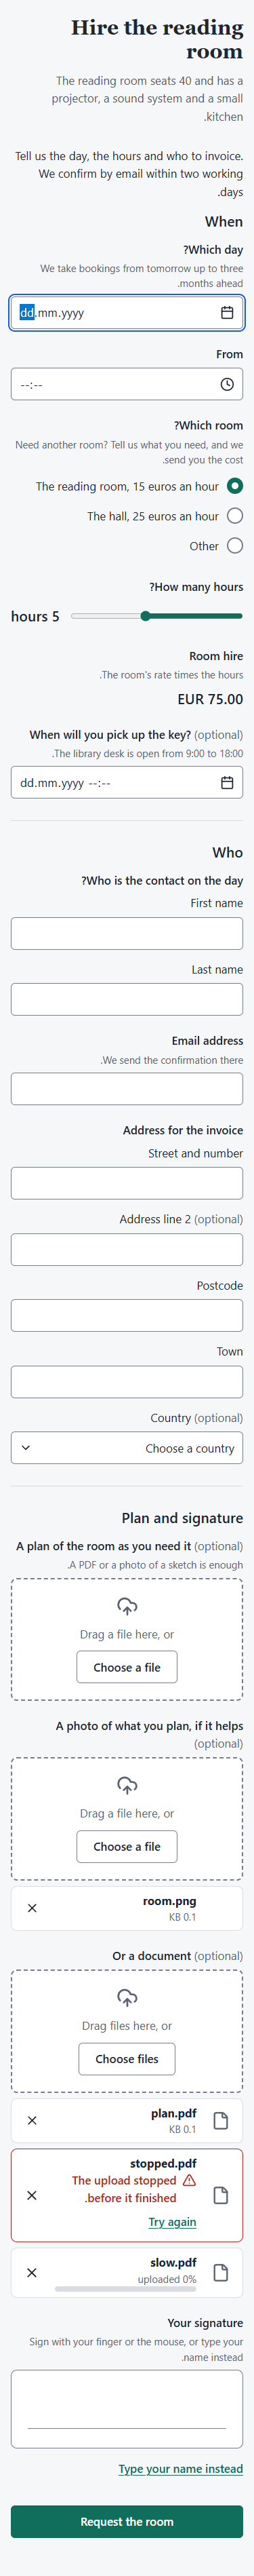 Hire the reading
room
The reading room seats 40 and has a
projector, a sound system and a small
.kitchen
Tell us the day, the hours and who to invoice.
We confirm by email within two working
.days
When
?Which day
We take bookings from tomorrow up to three
.months ahead
dd.mm.yyyy
From
--:--
?Which room
Need another room? Tell us what you need, and we
.send you the cost
The reading room, 15 euros an hour
The hall, 25 euros an hour
Other
?How many hours
hours 5
Room hire
.The room's rate times the hours
EUR 75.00
When will you pick up the key? (optional)
.The library desk is open from 9:00 to 18:00
dd.mm.yyyy --:--
Who
?Who is the contact on the day
First name
Last name
Email address
.We send the confirmation there
Address for the invoice
Street and number
Address line 2 (optional)
Postcode
Town
Country (optional)
Choose a country
Plan and signature
A plan of the room as you need it (optional)
.A PDF or a photo of a sketch is enough
Drag a file here, or
Choose a file
A photo of what you plan, if it helps
(optional)
Drag a file here, or
Choose a file
room.png
KB 0.1
Or a document (optional)
Drag files here, or
Choose files
plan.pdf
KB 0.1
stopped.pdf
The upload stopped
.before it finished
Try again
slow.pdf
uploaded 0%
Your signature
Sign with your finger or the mouse, or type your
.name instead
Type your name instead
Request the room